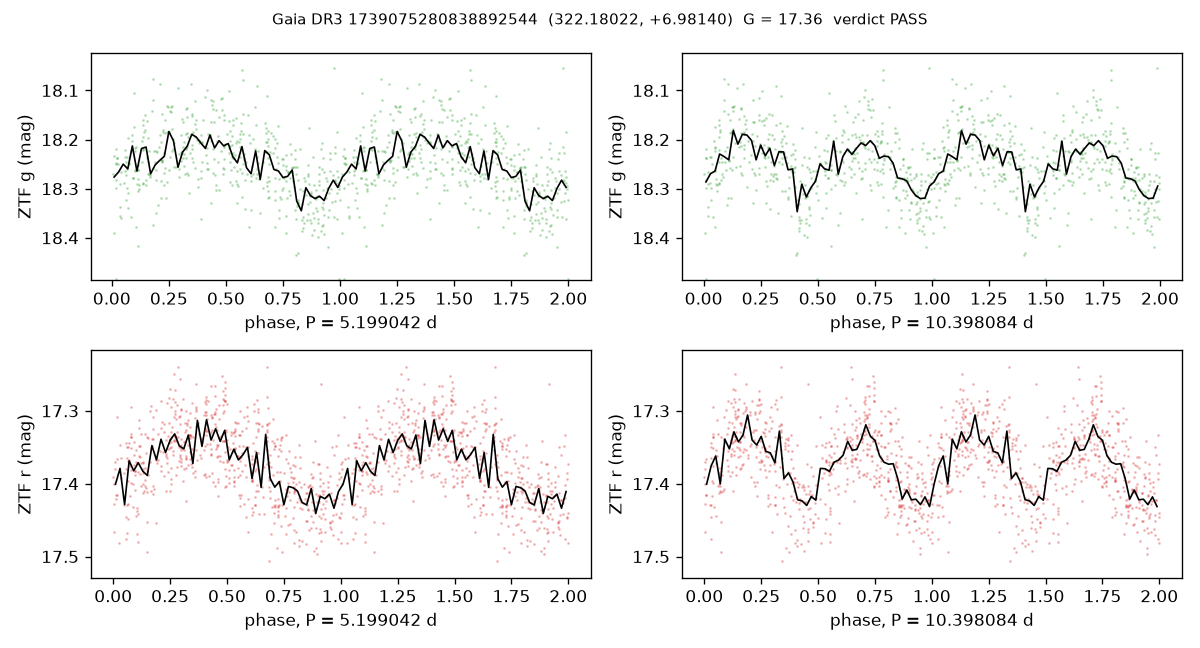 Gaia DR3 1739075280838892544 (322.18022, +6.98140) G = 17.36 verdict PASS
ZTF g (mag)
18.1
18.2
18.3
18.4
0.00 0.25 0.50 0.75 1.00 1.25 1.50 1.75 2.00
phase, P = 5.199042 d
ZTF g (mag)
18.1
18.2
18.3
18.4
0.00 0.25 0.50 0.75 1.00 1.25 1.50 1.75 2.00
phase, P = 10.398084 d
ZTF r (mag)
17.3
17.4
17.5
0.00 0.25 0.50 0.75 1.00 1.25 1.50 1.75 2.00
phase, P = 5.199042 d
ZTF r (mag)
17.3
17.4
17.5
0.00 0.25 0.50 0.75 1.00 1.25 1.50 1.75 2.00
phase, P = 10.398084 d